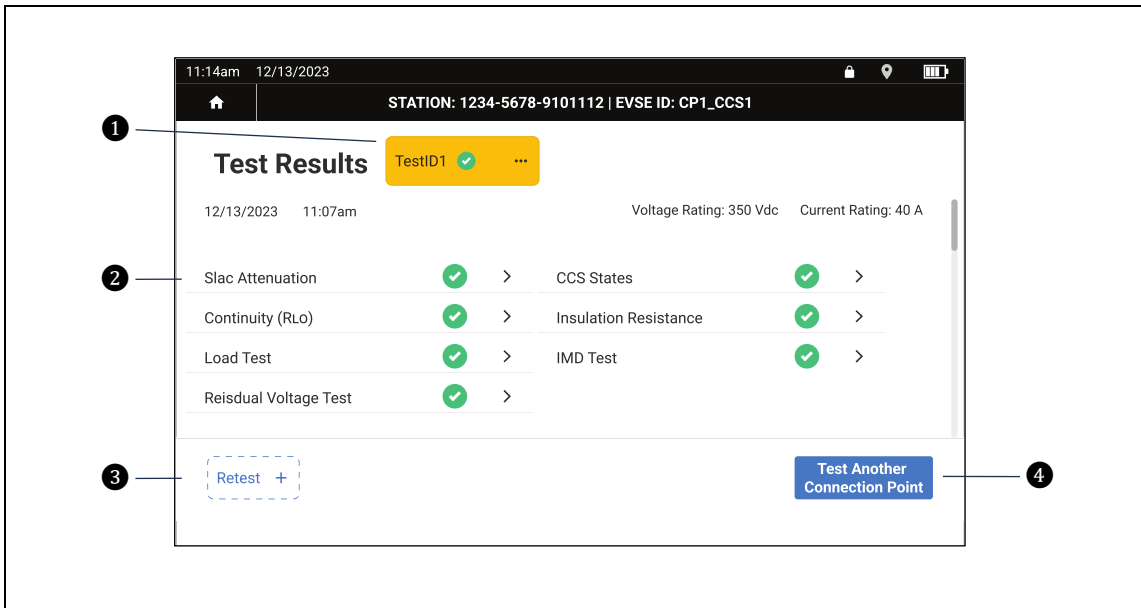 11:14am 12/13/2023
STATION: 1234-5678-9101112 | EVSE ID: CP1_CCS1
1
Test Results TestID1 ...
12/13/2023 11:07am Voltage Rating: 350 Vdc Current Rating: 40 A
2 Slac Attenuation CCS States
Continuity (RLO) Insulation Resistance
Load Test IMD Test
Reisdual Voltage Test
3 Retest + Test Another
Connection Point 4